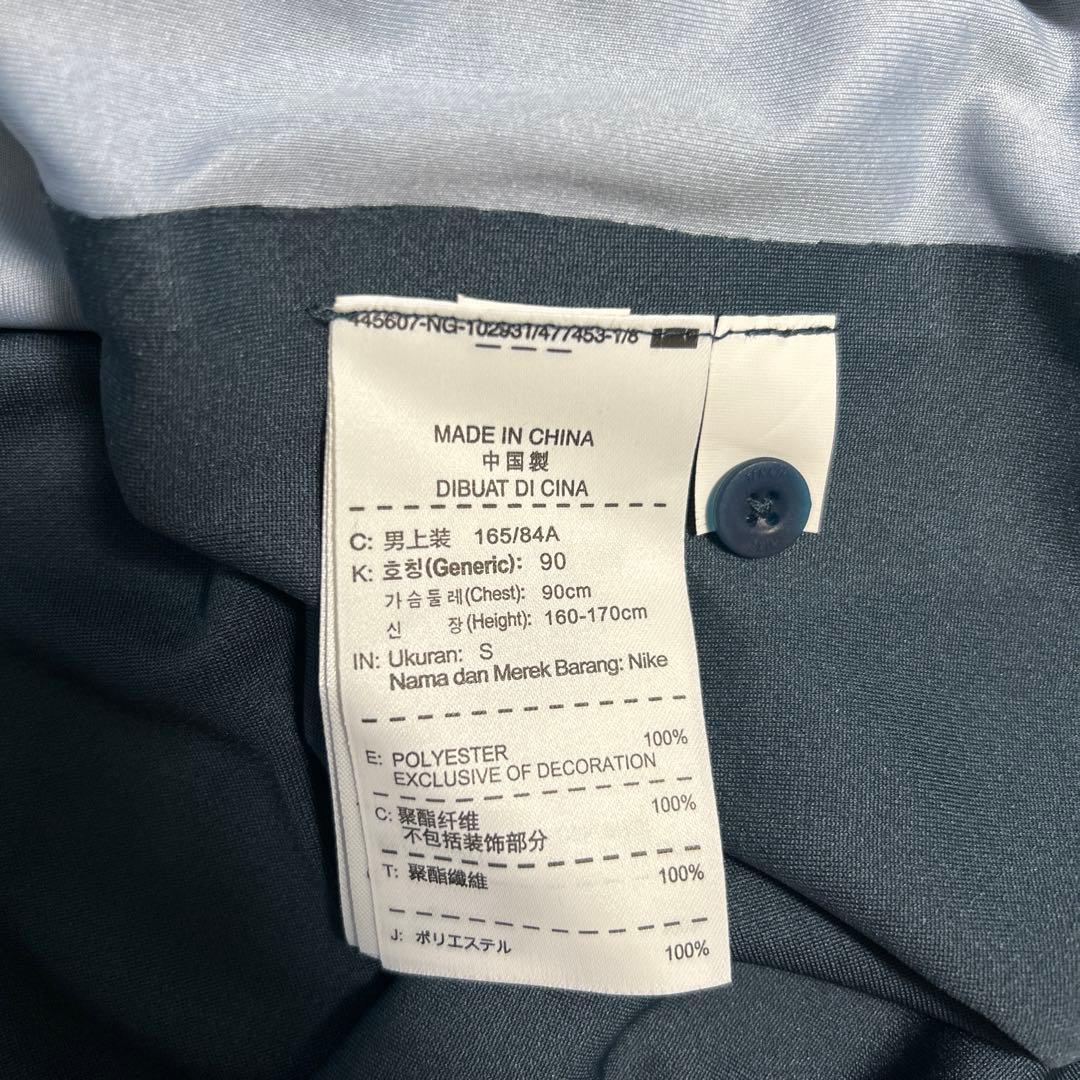 445607-NG-102931/477453-1/8
MADE IN CHINA
中国製
DIBUAT DI CINA
C: 男上装 165/84A
K: 호칭(Generic): 90
가슴둘레(Chest): 90cm
신 장(Height): 160-170cm
IN: Ukuran: S
Nama dan Merek Barang: Nike
E: POLYESTER 100%
EXCLUSIVE OF DECORATION
C: 聚酯纤维 100%
不包括装饰部分
T: 聚酯纖維 100%
J: ポリエステル 100%